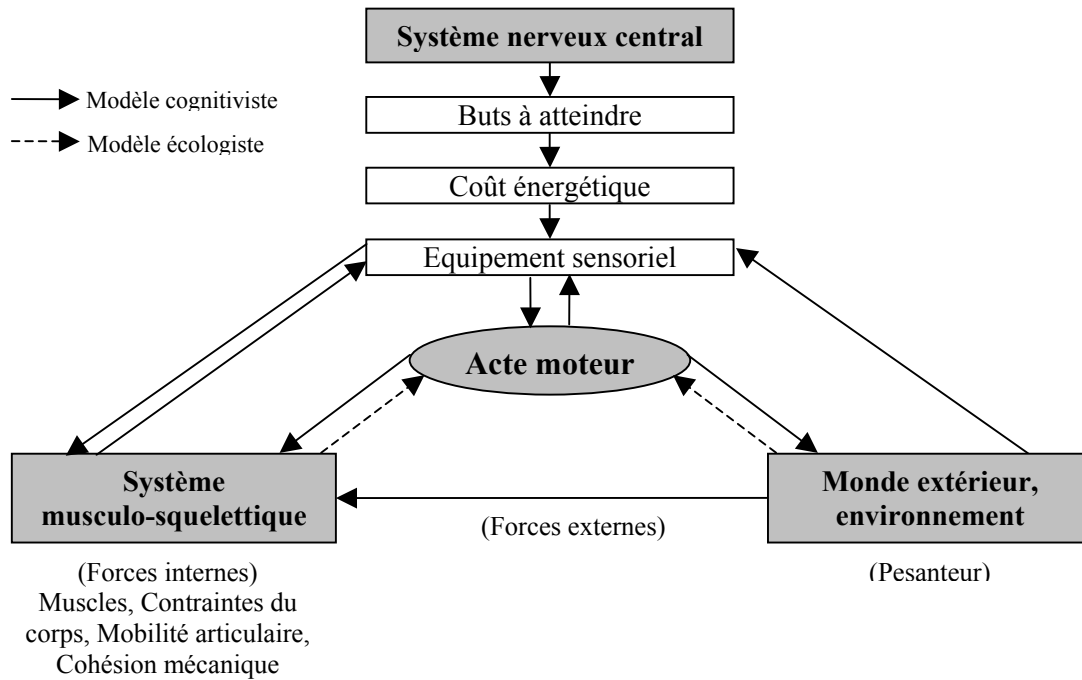 Système nerveux central
Modèle cognitiviste
Buts à atteindre
Modèle écologiste
Coût énergétique
Equipement sensoriel
Acte moteur
Système
musculo-squelettique
Monde extérieur,
environnement
(Forces externes)
(Forces internes)
Muscles, Contraintes du
corps, Mobilité articulaire,
Cohésion mécanique
(Pesanteur)